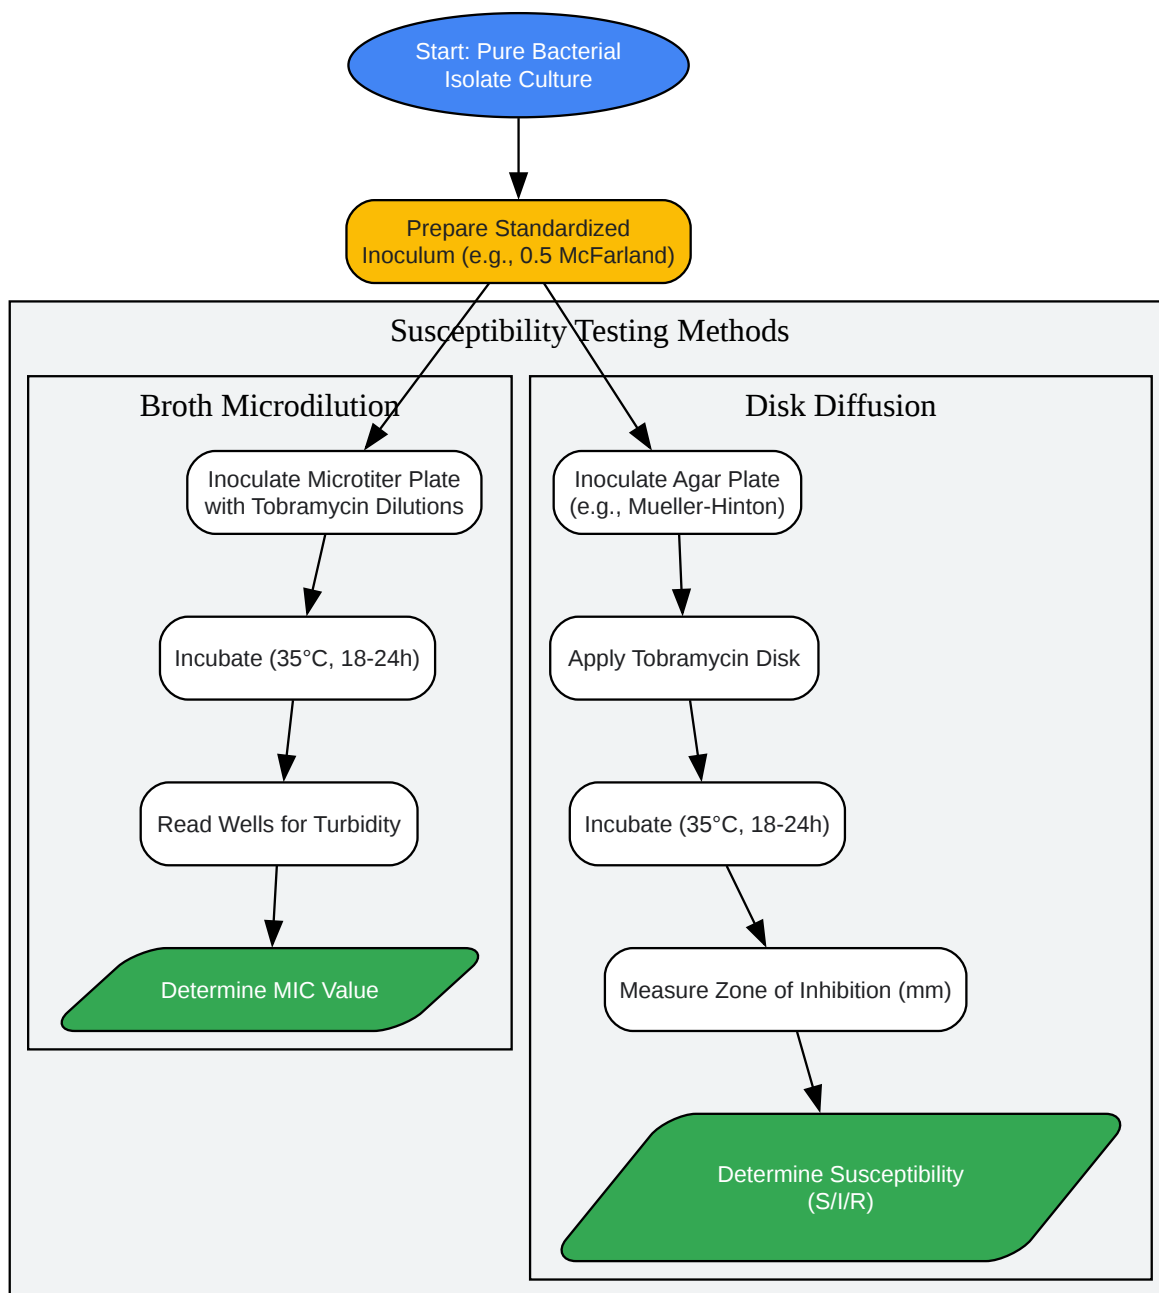 Start: Pure Bacterial
Isolate Culture
Prepare Standardized
Inoculum (e.g., 0.5 McFarland)
Susceptibility Testing Methods
Broth Microdilution
Inoculate Microtiter Plate
with Tobramycin Dilutions
Incubate (35°C, 18-24h)
Read Wells for Turbidity
Determine MIC Value
Disk Diffusion
Inoculate Agar Plate
(e.g., Mueller-Hinton)
Apply Tobramycin Disk
Incubate (35°C, 18-24h)
Measure Zone of Inhibition (mm)
Determine Susceptibility
(S/I/R)